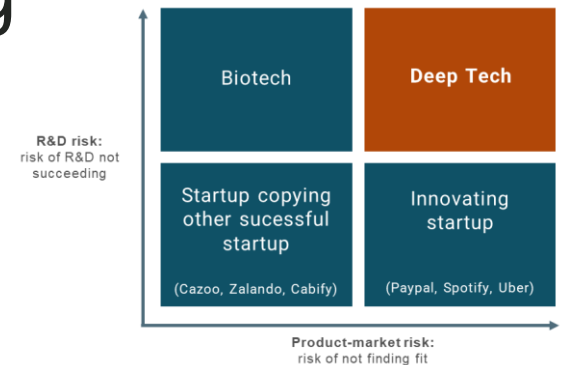 g
Biotech
Deep Tech
R&D risk:
risk of R&D not
succeeding
Startup copying
other sucessful
startup
(Cazoo, Zalando, Cabify)
Innovating
startup
(Paypal, Spotify, Uber)
Product-market risk:
risk of not finding fit